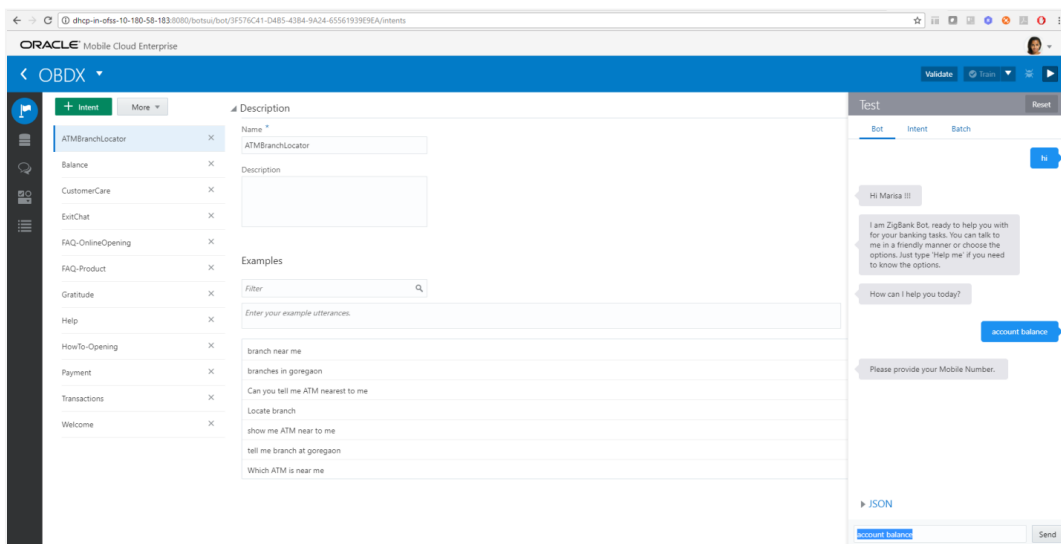 dhcp-in-ofss-10-180-58-183:8080/botsui/bot/3F576C41-D485-43B4-9A24-65561939E9EA/intents
ORACLE Mobile Cloud Enterprise
OBDX
Validate
Train
+ Intent
More
ATMBranchLocator
Balance
CustomerCare
ExitChat
FAQ-OnlineOpening
FAQ-Product
Gratitude
Help
HowTo-Opening
Payment
Transactions
Welcome
Description
Name *
ATMBranchLocator
Description
Examples
Filter
Enter your example utterances.
branch near me
branches in goregaon
Can you tell me ATM nearest to me
Locate branch
show me ATM near to me
tell me branch at goregaon
Which ATM is near me
Test
Reset
Bot Intent Batch
hi
Hi Marisa !!!
I am ZigBank Bot, ready to help you with
for your banking tasks. You can talk to
me in a friendly manner or choose the
options. Just type 'Help me' if you need
to know the options.
How can I help you today?
account balance
Please provide your Mobile Number.
JSON
account balance
Send